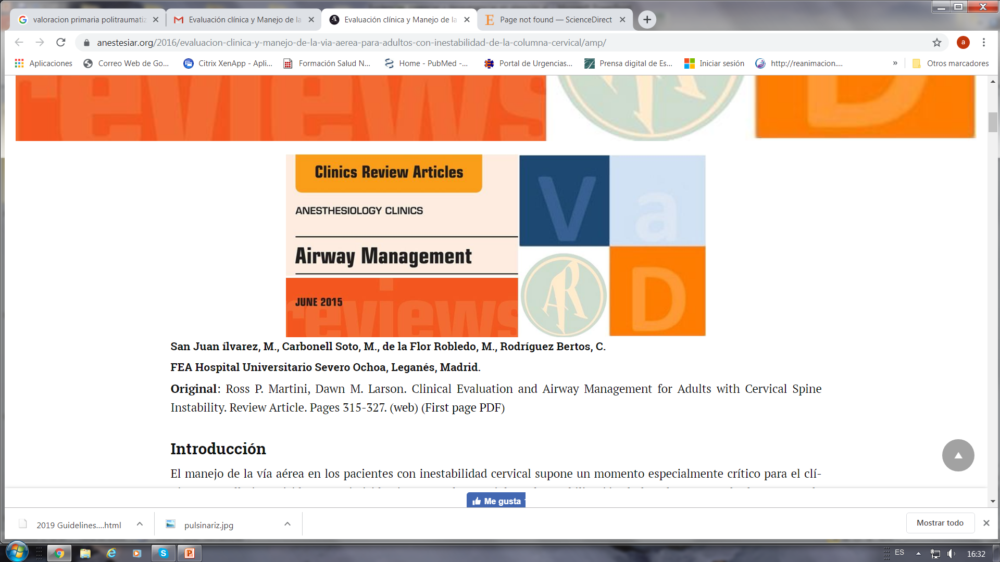 valoracion primaria politraumatiz
Evaluación clínica y Manejo de la
Evaluación clínica y Manejo de la
Page not found — ScienceDirect
anestesiar.org/2016/evaluacion-clinica-y-manejo-de-la-via-aerea-para-adultos-con-inestabilidad-de-la-columna-cervical/amp/
a
Aplicaciones
Correo Web de Go...
Citrix XenApp - Apli...
Formación Salud N...
Home - PubMed -...
Portal de Urgencias...
Prensa digital de Es...
Iniciar sesión
http://reanimacion....
»
Otros marcadores
reviews
AR
D
Clinics Review Articles
ANESTHESIOLOGY CLINICS
Airway Management
JUNE 2015
reviews
V
a
AR
D
San Juan ílvarez, M., Carbonell Soto, M., de la Flor Robledo, M., Rodríguez Bertos, C.
FEA Hospital Universitario Severo Ochoa, Leganés, Madrid.
Original: Ross P. Martini, Dawn M. Larson. Clinical Evaluation and Airway Management for Adults with Cervical Spine
Instability. Review Article. Pages 315-327. (web) (First page PDF)
Introducción
El manejo de la vía aérea en los pacientes con inestabilidad cervical supone un momento especialmente crítico para el clí-
Me gusta
2019 Guidelines....html
pulsinariz.jpg
Mostrar todo
ES
16:32